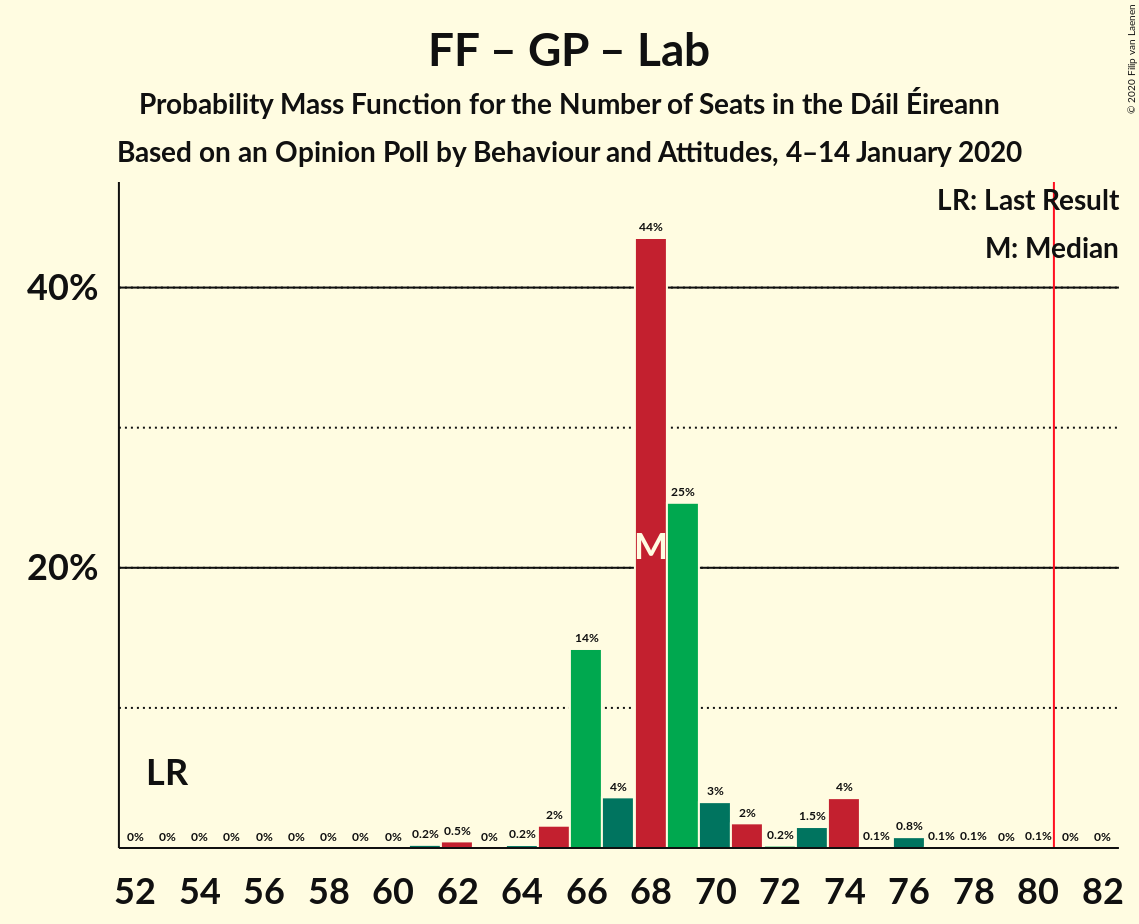 FF – GP – Lab
Probability Mass Function for the Number of Seats in the Dáil Éireann
Based on an Opinion Poll by Behaviour and Attitudes, 4–14 January 2020
© 2020 Filip van Laenen
LR: Last Result
M: Median
40%
20%
44%
25%
14%
M
LR
0% 0% 0% 0% 0% 0% 0% 0% 0% 0.2% 0.5% 0% 0.2% 2% 4% 3% 2% 0.2% 1.5% 4% 0.1% 0.8% 0.1% 0.1% 0% 0.1% 0% 0%
52 54 56 58 60 62 64 66 68 70 72 74 76 78 80 82